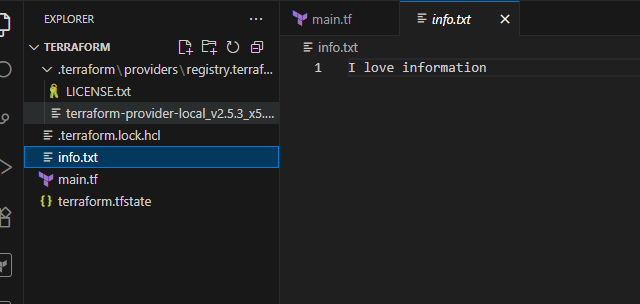 EXPLORER
TERRAFORM
.terraform\providers\registry.terraf...
LICENSE.txt
terraform-provider-local_v2.5.3_x5....
.terraform.lock.hcl
info.txt
main.tf
terraform.tfstate
main.tf
info.txt
info.txt
1 I love information